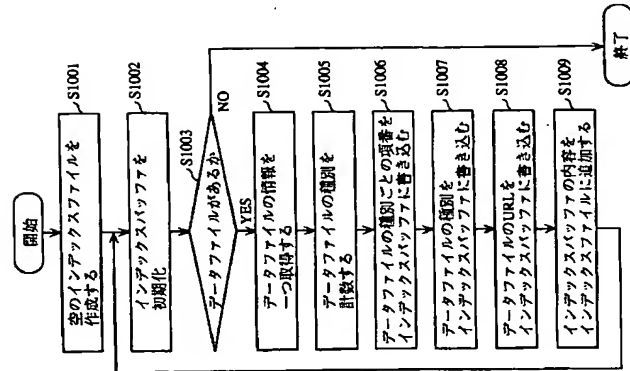 開始
空のインデックスファイルを
作成する
S1001
インデックスバッファを
初期化
S1002
データファイルがあるか
S1003
NO
YES
データファイルの情報を
一つ取得する
S1004
データファイルの種別を
計数する
S1005
データファイルの種別ごとの項番を
インデックスバッファに書き込む
S1006
データファイルの種別を
インデックスバッファに書き込む
S1007
データファイルのURLを
インデックスバッファに書き込む
S1008
インデックスバッファの内容を
インデックスファイルに追加する
S1009
終了